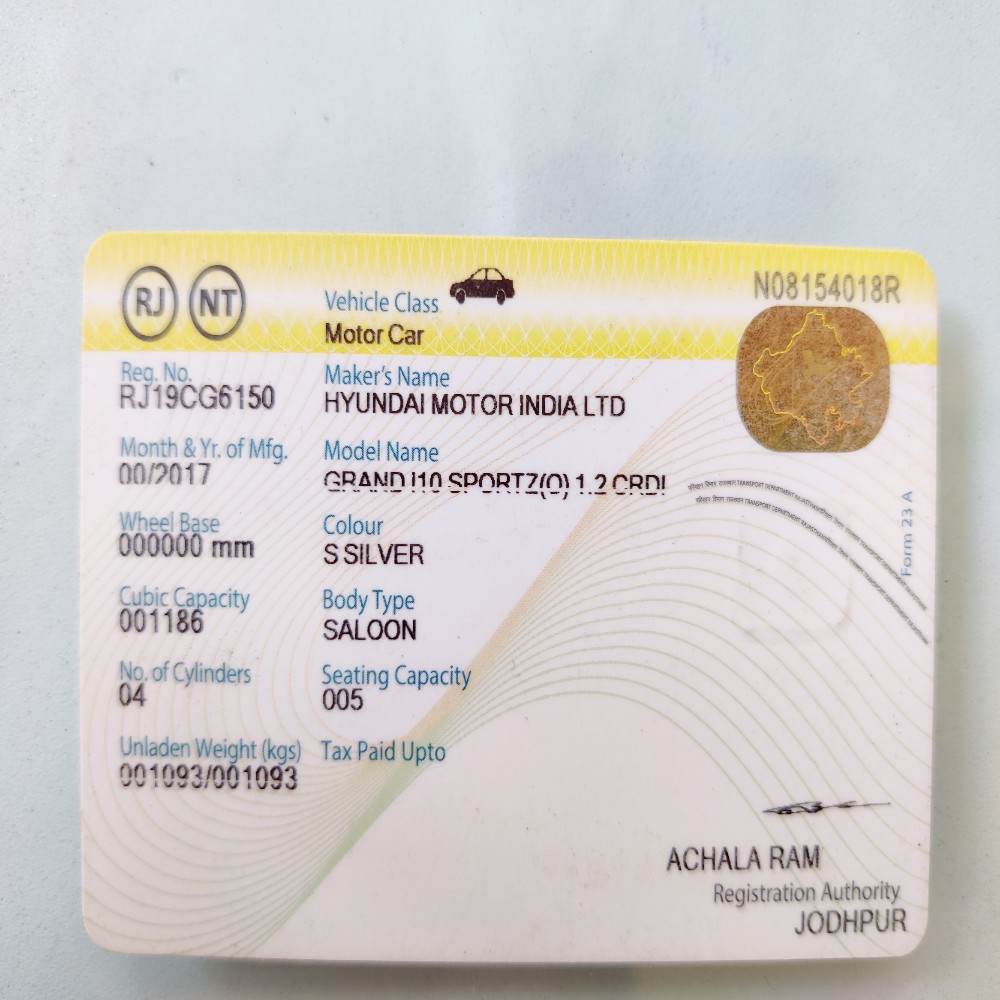 RJ NT
Vehicle Class
Motor Car
N08154018R
Reg. No.
RJ19CG6150
Maker's Name
HYUNDAI MOTOR INDIA LTD
Month & Yr. of Mfg.
00/2017
Model Name
GRAND I10 SPORTZ(O) 1.2 CRDI
Wheel Base
000000 mm
Colour
S SILVER
Form 23 A
Cubic Capacity
001186
Body Type
SALOON
No. of Cylinders
04
Seating Capacity
005
Unladen Weight (kgs)
001093/001093
Tax Paid Upto
ACHALA RAM
Registration Authority
JODHPUR